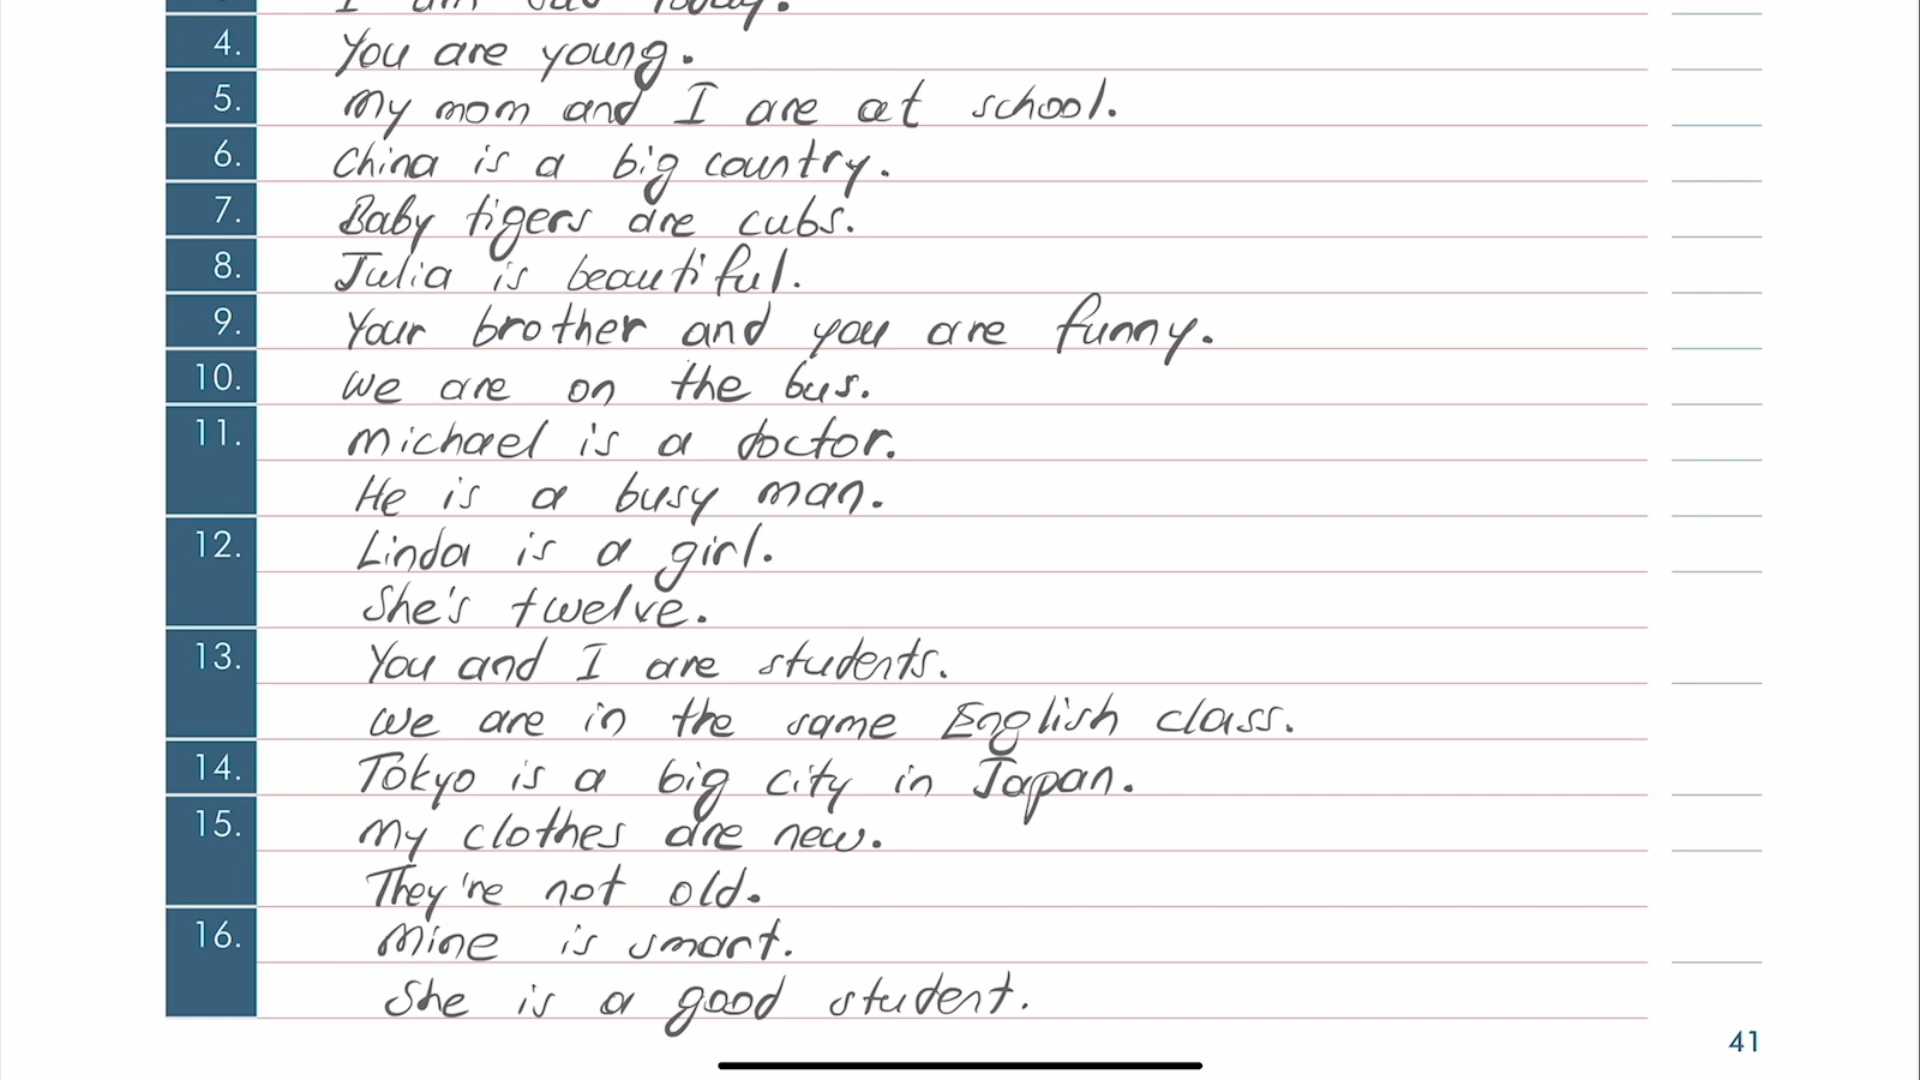 I am sad today.
4. You are young.
5. My mom and I are at school.
6. China is a big country.
7. Baby tigers are cubs.
8. Julia is beautiful.
9. Your brother and you are funny.
10. We are on the bus.
11. Michael is a doctor.
He is a busy man.
12. Linda is a girl.
She's twelve.
13. You and I are students.
We are in the same English class.
14. Tokyo is a big city in Japan.
15. My clothes are new.
They're not old.
16. Mine is smart.
She is a good student.
41